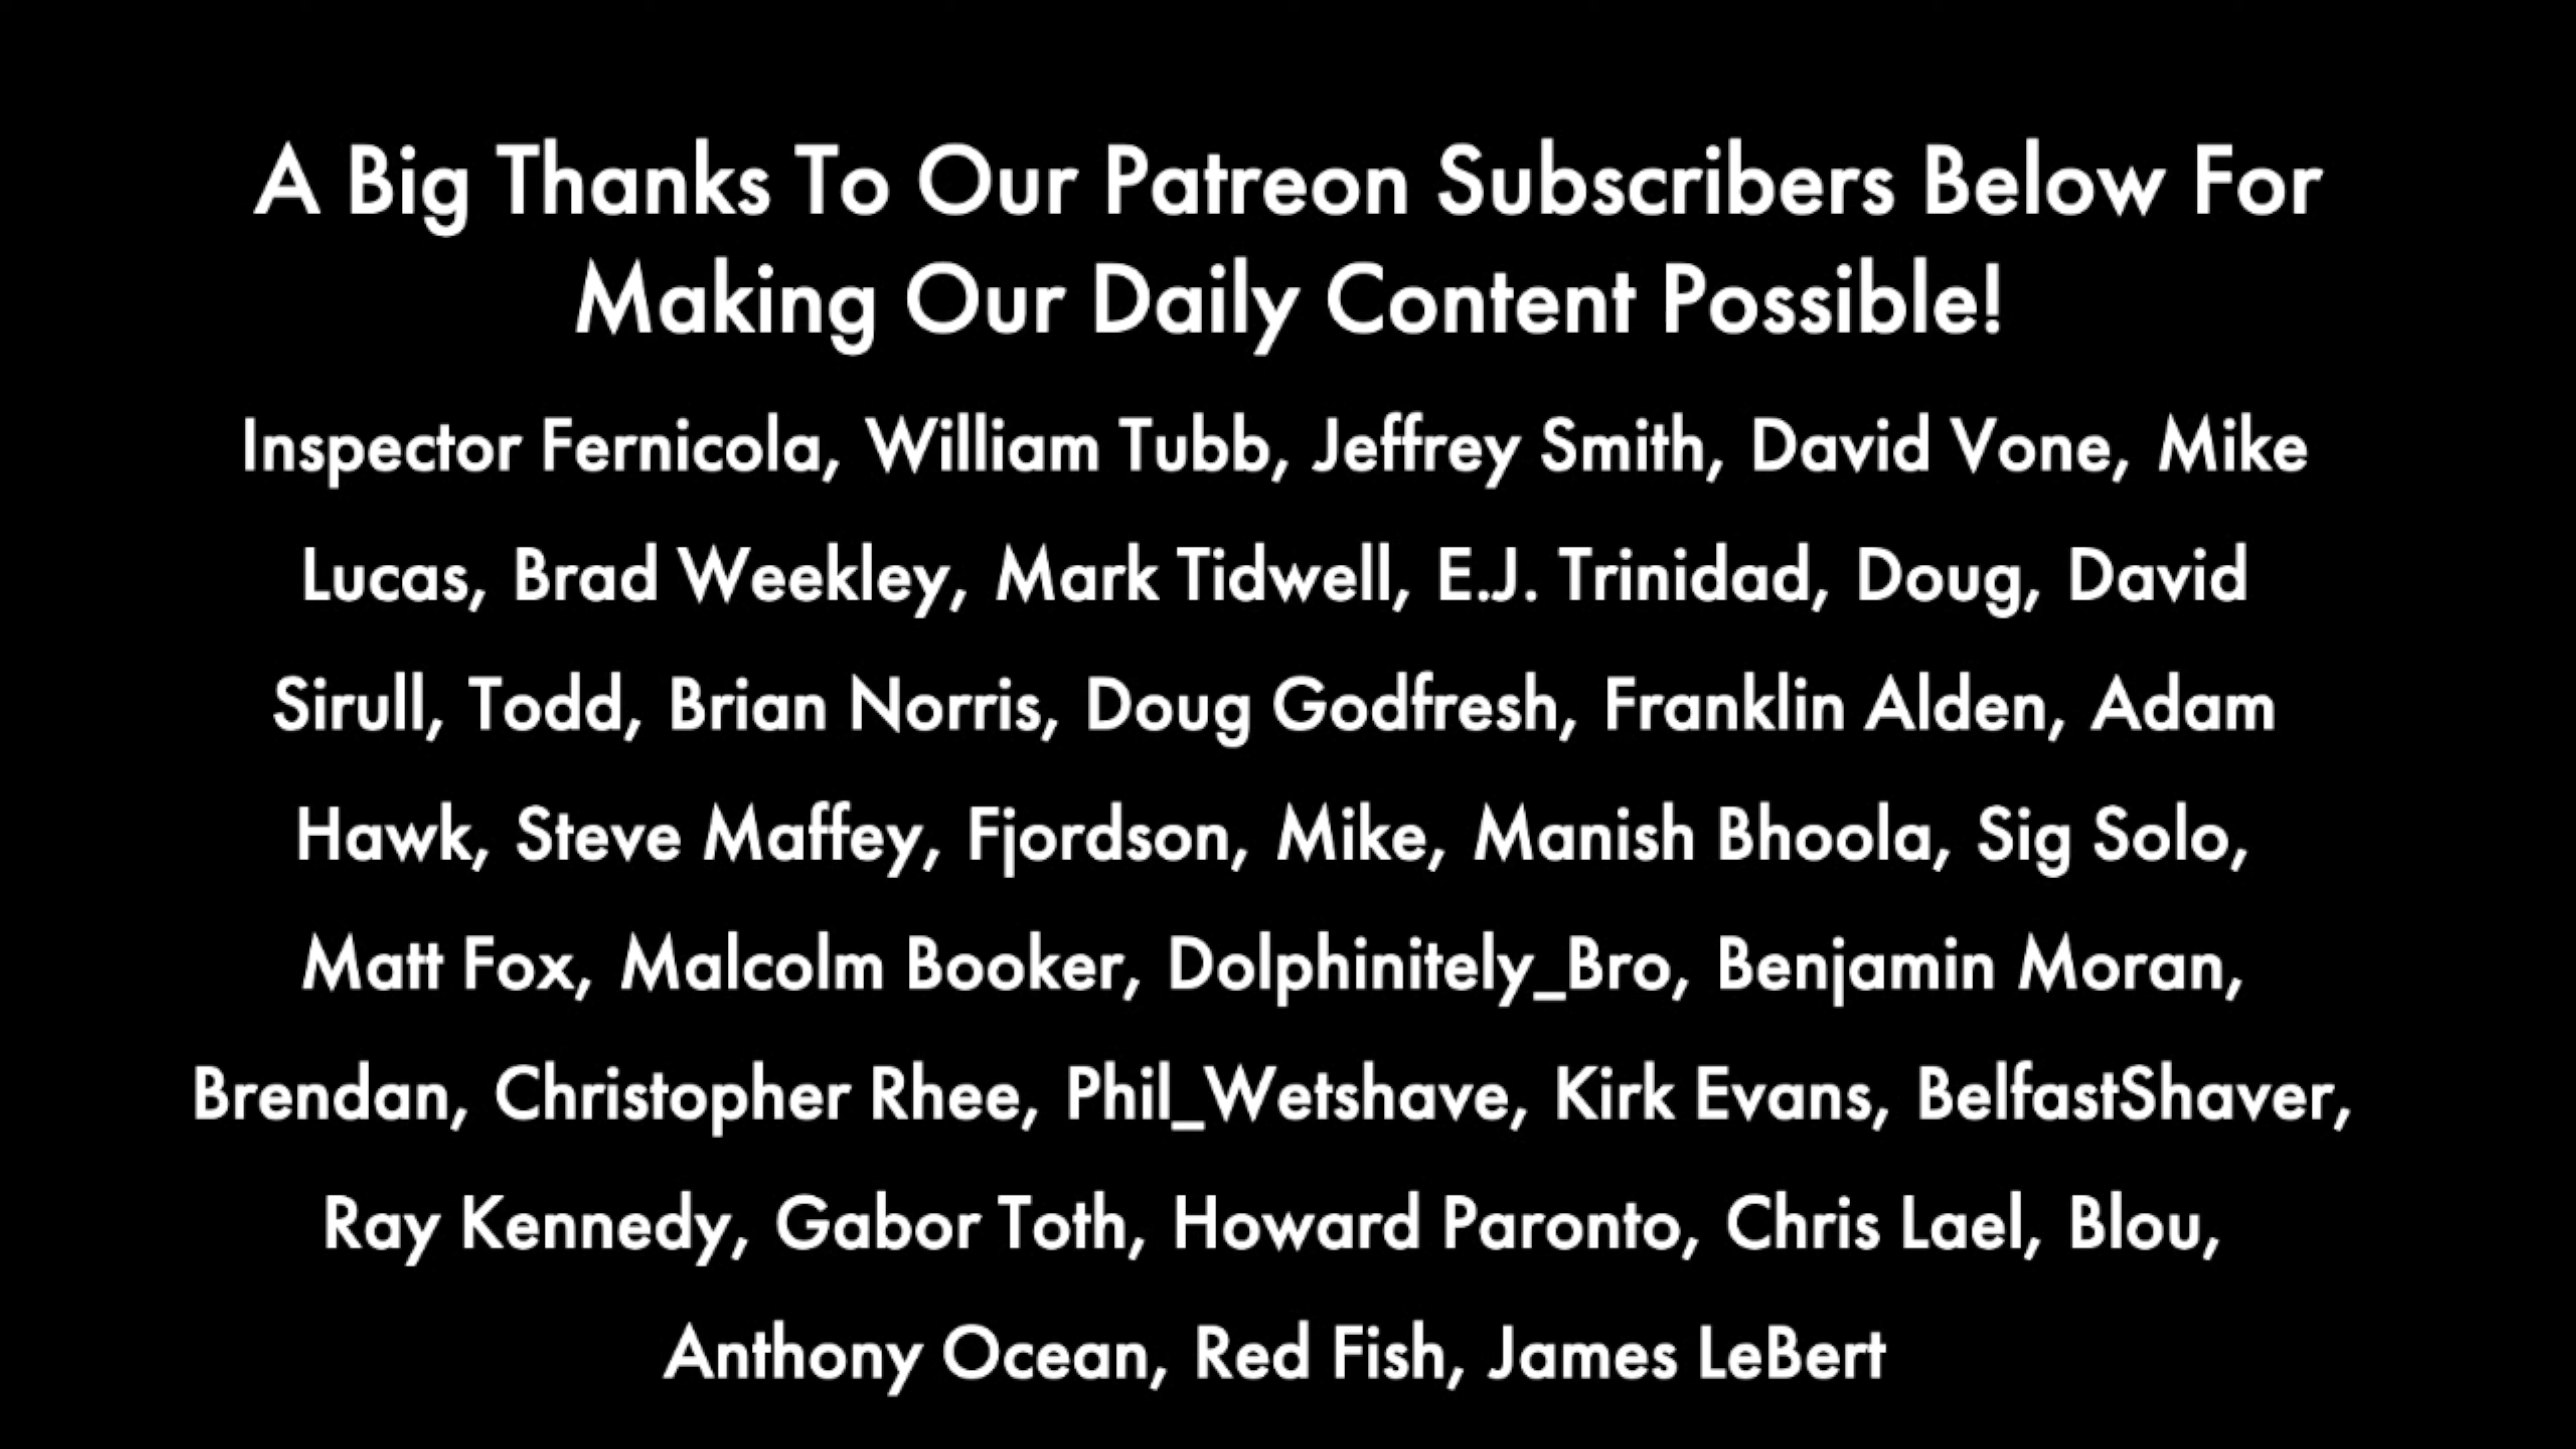 A Big Thanks To Our Patreon Subscribers Below For
Making Our Daily Content Possible!
Inspector Fernicola, William Tubb, Jeffrey Smith, David Vone, Mike
Lucas, Brad Weekley, Mark Tidwell, E.J. Trinidad, Doug, David
Sirull, Todd, Brian Norris, Doug Godfresh, Franklin Alden, Adam
Hawk, Steve Maffey, Fjordson, Mike, Manish Bhoola, Sig Solo,
Matt Fox, Malcolm Booker, Dolphinitely_Bro, Benjamin Moran,
Brendan, Christopher Rhee, Phil_Wetshave, Kirk Evans, BelfastShaver,
Ray Kennedy, Gabor Toth, Howard Paronto, Chris Lael, Blou,
Anthony Ocean, Red Fish, James LeBert